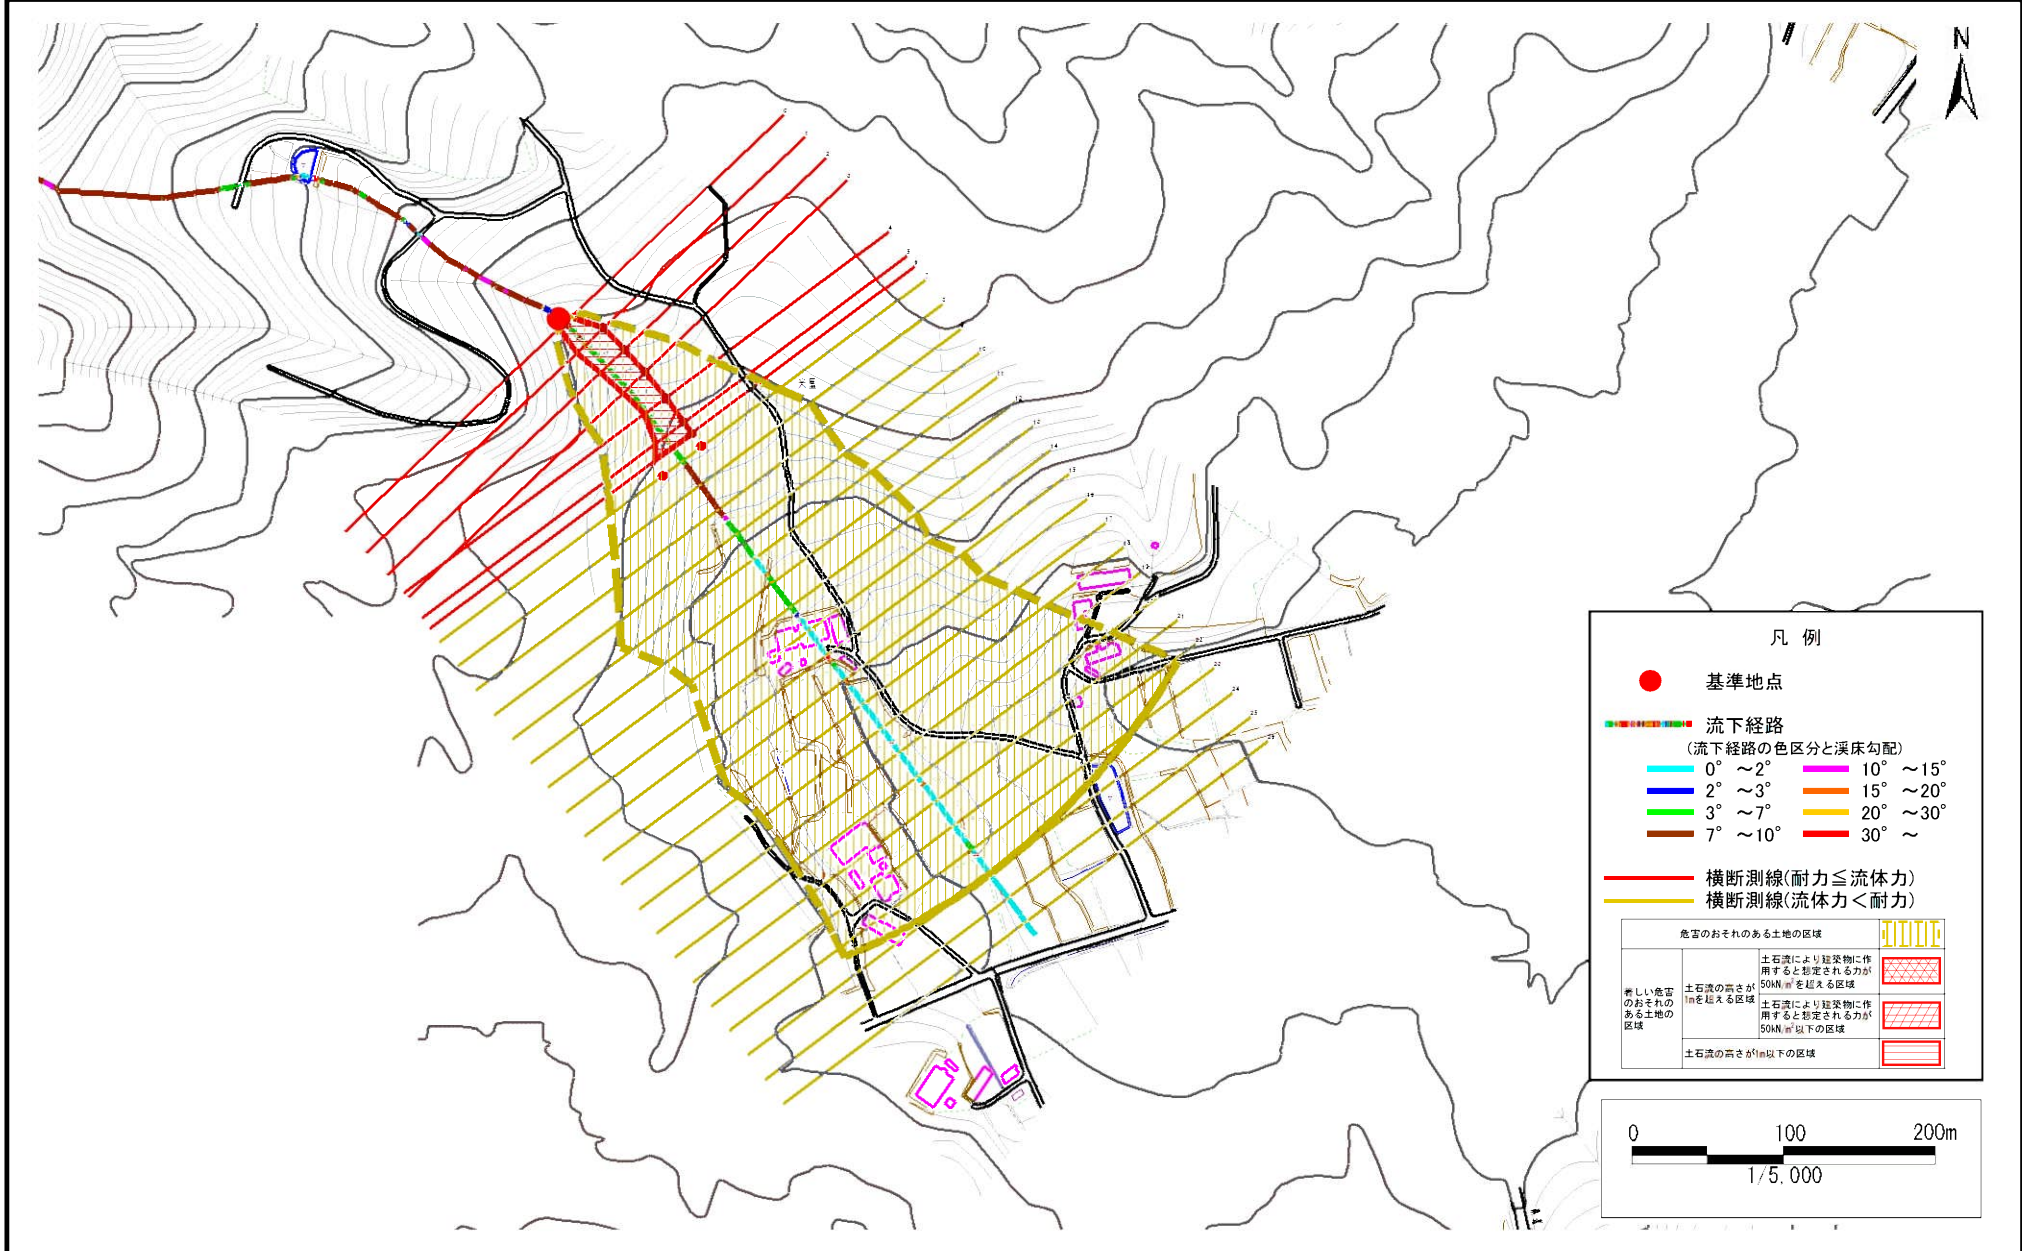 N
凡 例
基準地点
流下経路
(流下経路の色区分と渓床勾配)
0° ～2°
10° ～15°
2° ～3°
15° ～20°
3° ～7°
20° ～30°
7° ～10°
30° ～
横断測線(耐力≦流体力)
横断測線(流体力＜耐力)
危害のおそれのある土地の区域
著しい危害
のおそれの
ある土地の
区域
土石流の高さが
1mを超える区域
土石流により建築物に作
用すると想定される力が
50kN/㎡を超える区域
土石流により建築物に作
用すると想定される力が
50kN/㎡以下の区域
土石流の高さが1m以下の区域
0 100 200m
1/5,000